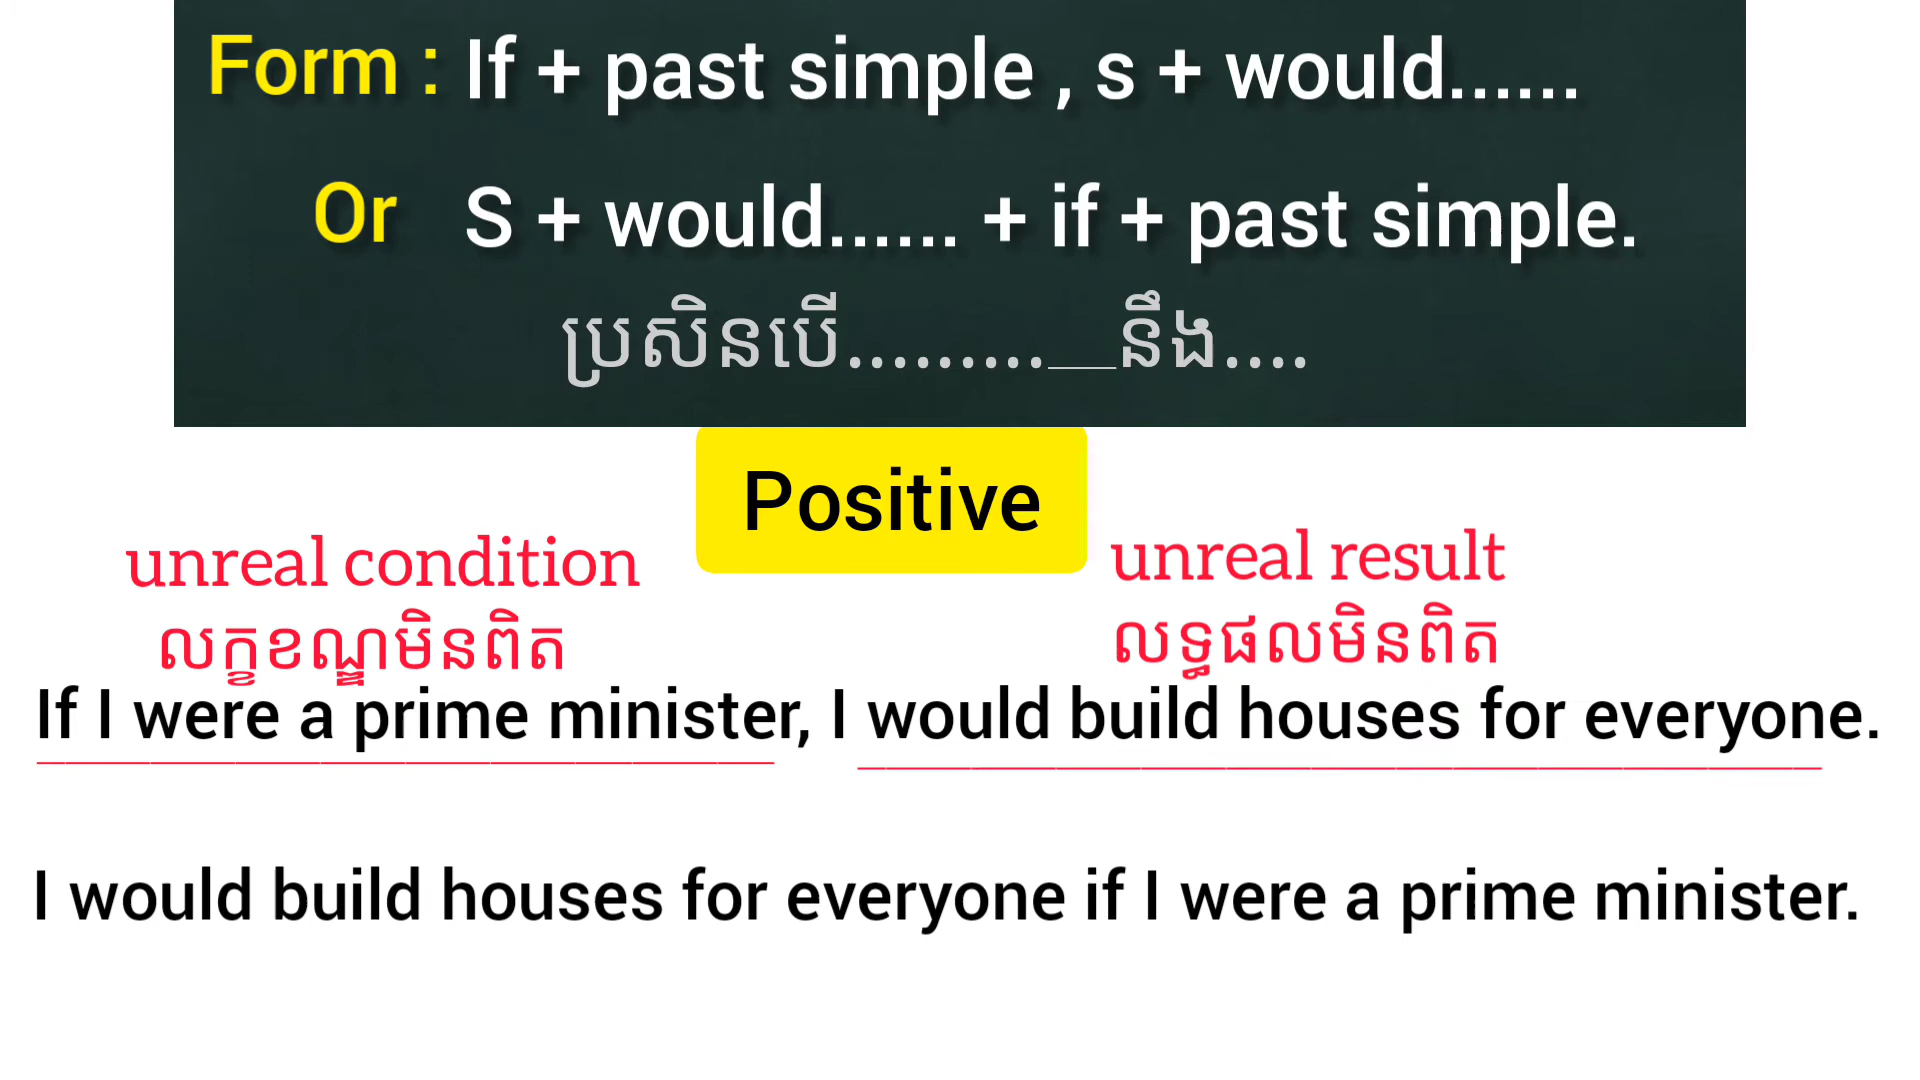 Form : If + past simple , s + would......
Or S + would...... + if + past simple.
ប្រសិនបើ.........__នឹង....
Positive
unreal condition
លក្ខខណ្ឌមិនពិត
unreal result
លទ្ធផលមិនពិត
If I were a prime minister, I would build houses for everyone.
I would build houses for everyone if I were a prime minister.